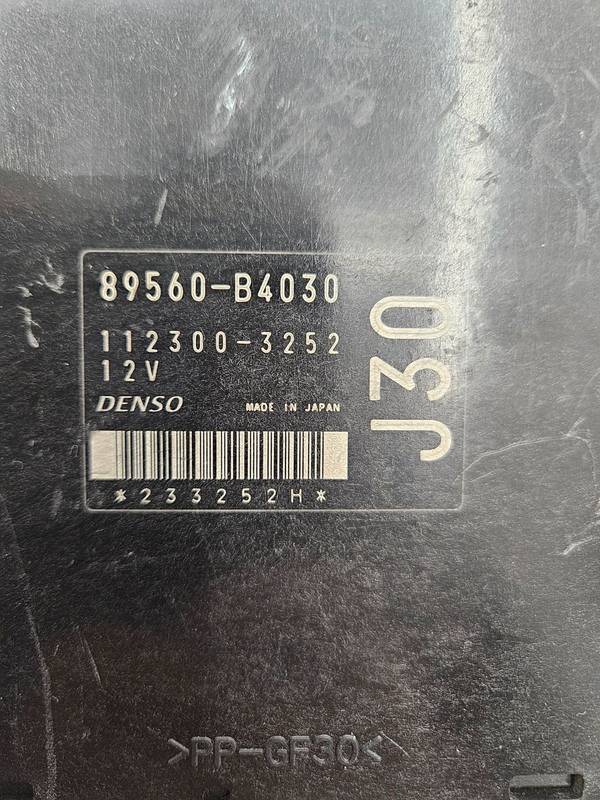 89560-B4030
112300-3252
12V
DENSO MADE IN JAPAN
*233252H*
J30
>PP-GF30<